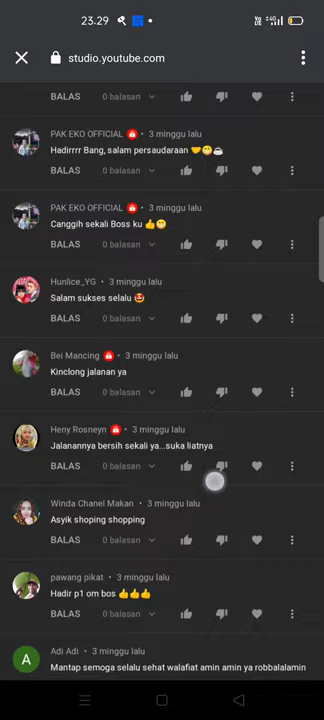 23.29
studio.youtube.com
BALAS 0 balasan
PAK EKO OFFICIAL • 3 minggu lalu
Hadirrrr Bang, salam persaudaraan 🤝😁☕
BALAS 0 balasan
PAK EKO OFFICIAL • 3 minggu lalu
Canggih sekali Boss ku 👍😁
BALAS 0 balasan
Hunlice_YG • 3 minggu lalu
Salam sukses selalu 🤩
BALAS 0 balasan
Bei Mancing • 3 minggu lalu
Kinclong jalanan ya
BALAS 0 balasan
Heny Rosneyn • 3 minggu lalu
Jalanannya bersih sekali ya...suka liatnya
BALAS 0 balasan
Winda Chanel Makan • 3 minggu lalu
Asyik shoping shopping
BALAS 0 balasan
pawang pikat • 3 minggu lalu
Hadir p1 om bos 👍👍👍
BALAS 0 balasan
A
Adi Adi • 3 minggu lalu
Mantap semoga selalu sehat walafiat amin amin ya robbalalamin